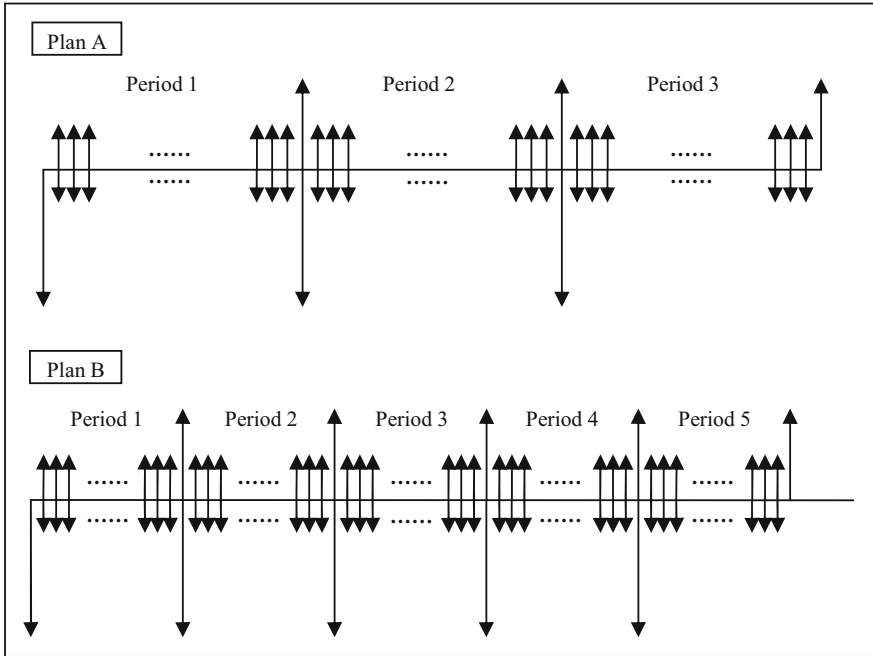 Plan A
Period 1 Period 2 Period 3
...... ...... ......
...... ...... ......
Plan B
Period 1 Period 2 Period 3 Period 4 Period 5
...... ...... ...... ...... ......
...... ...... ...... ...... ......